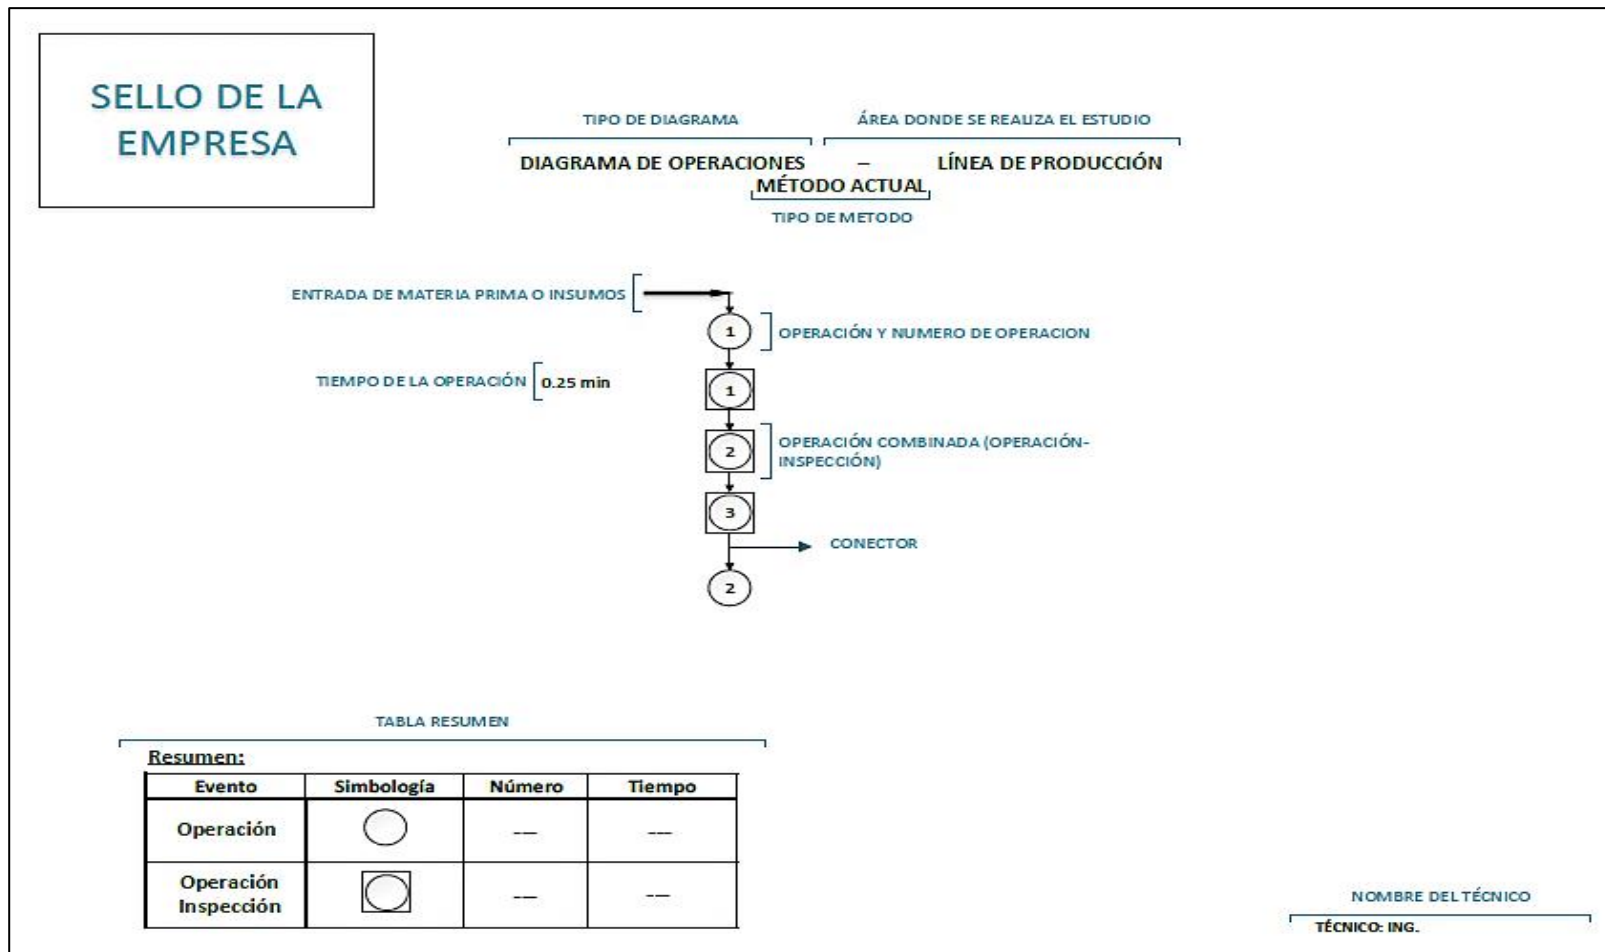 SELLO DE LA
EMPRESA
TIPO DE DIAGRAMA
ÁREA DONDE SE REALIZA EL ESTUDIO
DIAGRAMA DE OPERACIONES – LÍNEA DE PRODUCCIÓN
MÉTODO ACTUAL
TIPO DE METODO
ENTRADA DE MATERIA PRIMA O INSUMOS
1
OPERACIÓN Y NUMERO DE OPERACION
TIEMPO DE LA OPERACIÓN
0.25 min
1
2
OPERACIÓN COMBINADA (OPERACIÓN-
INSPECCIÓN)
3
CONECTOR
2
TABLA RESUMEN
Resumen:
Evento Simbología Número Tiempo
Operación --- ---
Operación
Inspección --- ---
NOMBRE DEL TÉCNICO
TÉCNICO: ING.